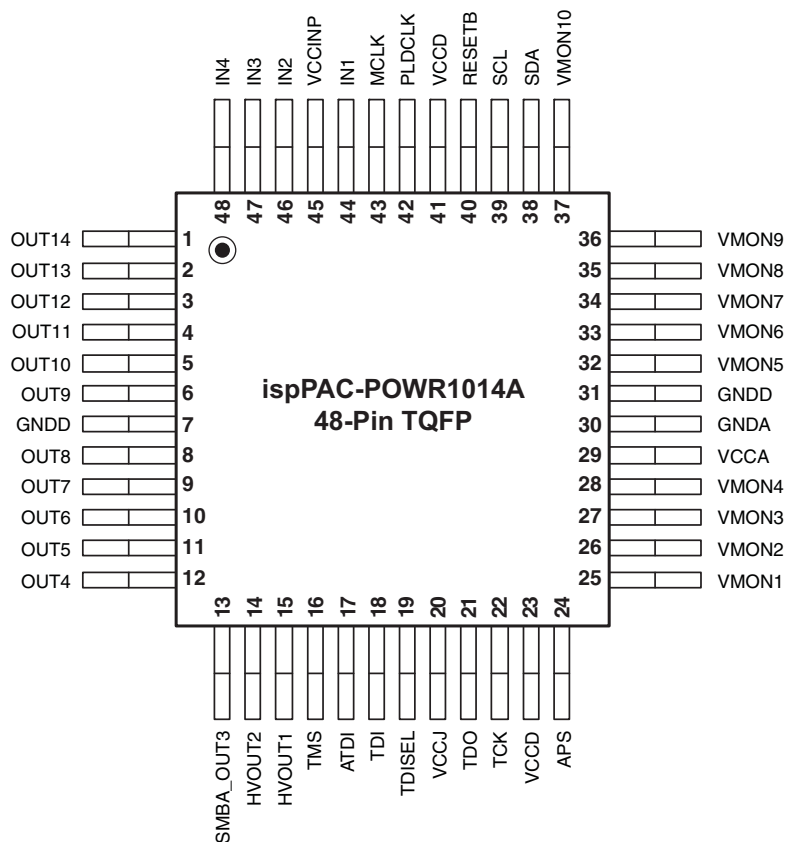 IN4
IN3
IN2
VCCINP
IN1
MCLK
PLDCLK
VCCD
RESETB
SCL
SDA
VMON10
48
47
46
45
44
43
42
41
40
39
38
37
OUT14 1
OUT13 2
OUT12 3
OUT11 4
OUT10 5
OUT9 6
GNDD 7
OUT8 8
OUT7 9
OUT6 10
OUT5 11
OUT4 12
ispPAC-POWR1014A
48-Pin TQFP
36 VMON9
35 VMON8
34 VMON7
33 VMON6
32 VMON5
31 GNDD
30 GNDA
29 VCCA
28 VMON4
27 VMON3
26 VMON2
25 VMON1
13
14
15
16
17
18
19
20
21
22
23
24
SMBA_OUT3
HVOUT2
HVOUT1
TMS
ATDI
TDI
TDISEL
VCCJ
TDO
TCK
VCCD
APS